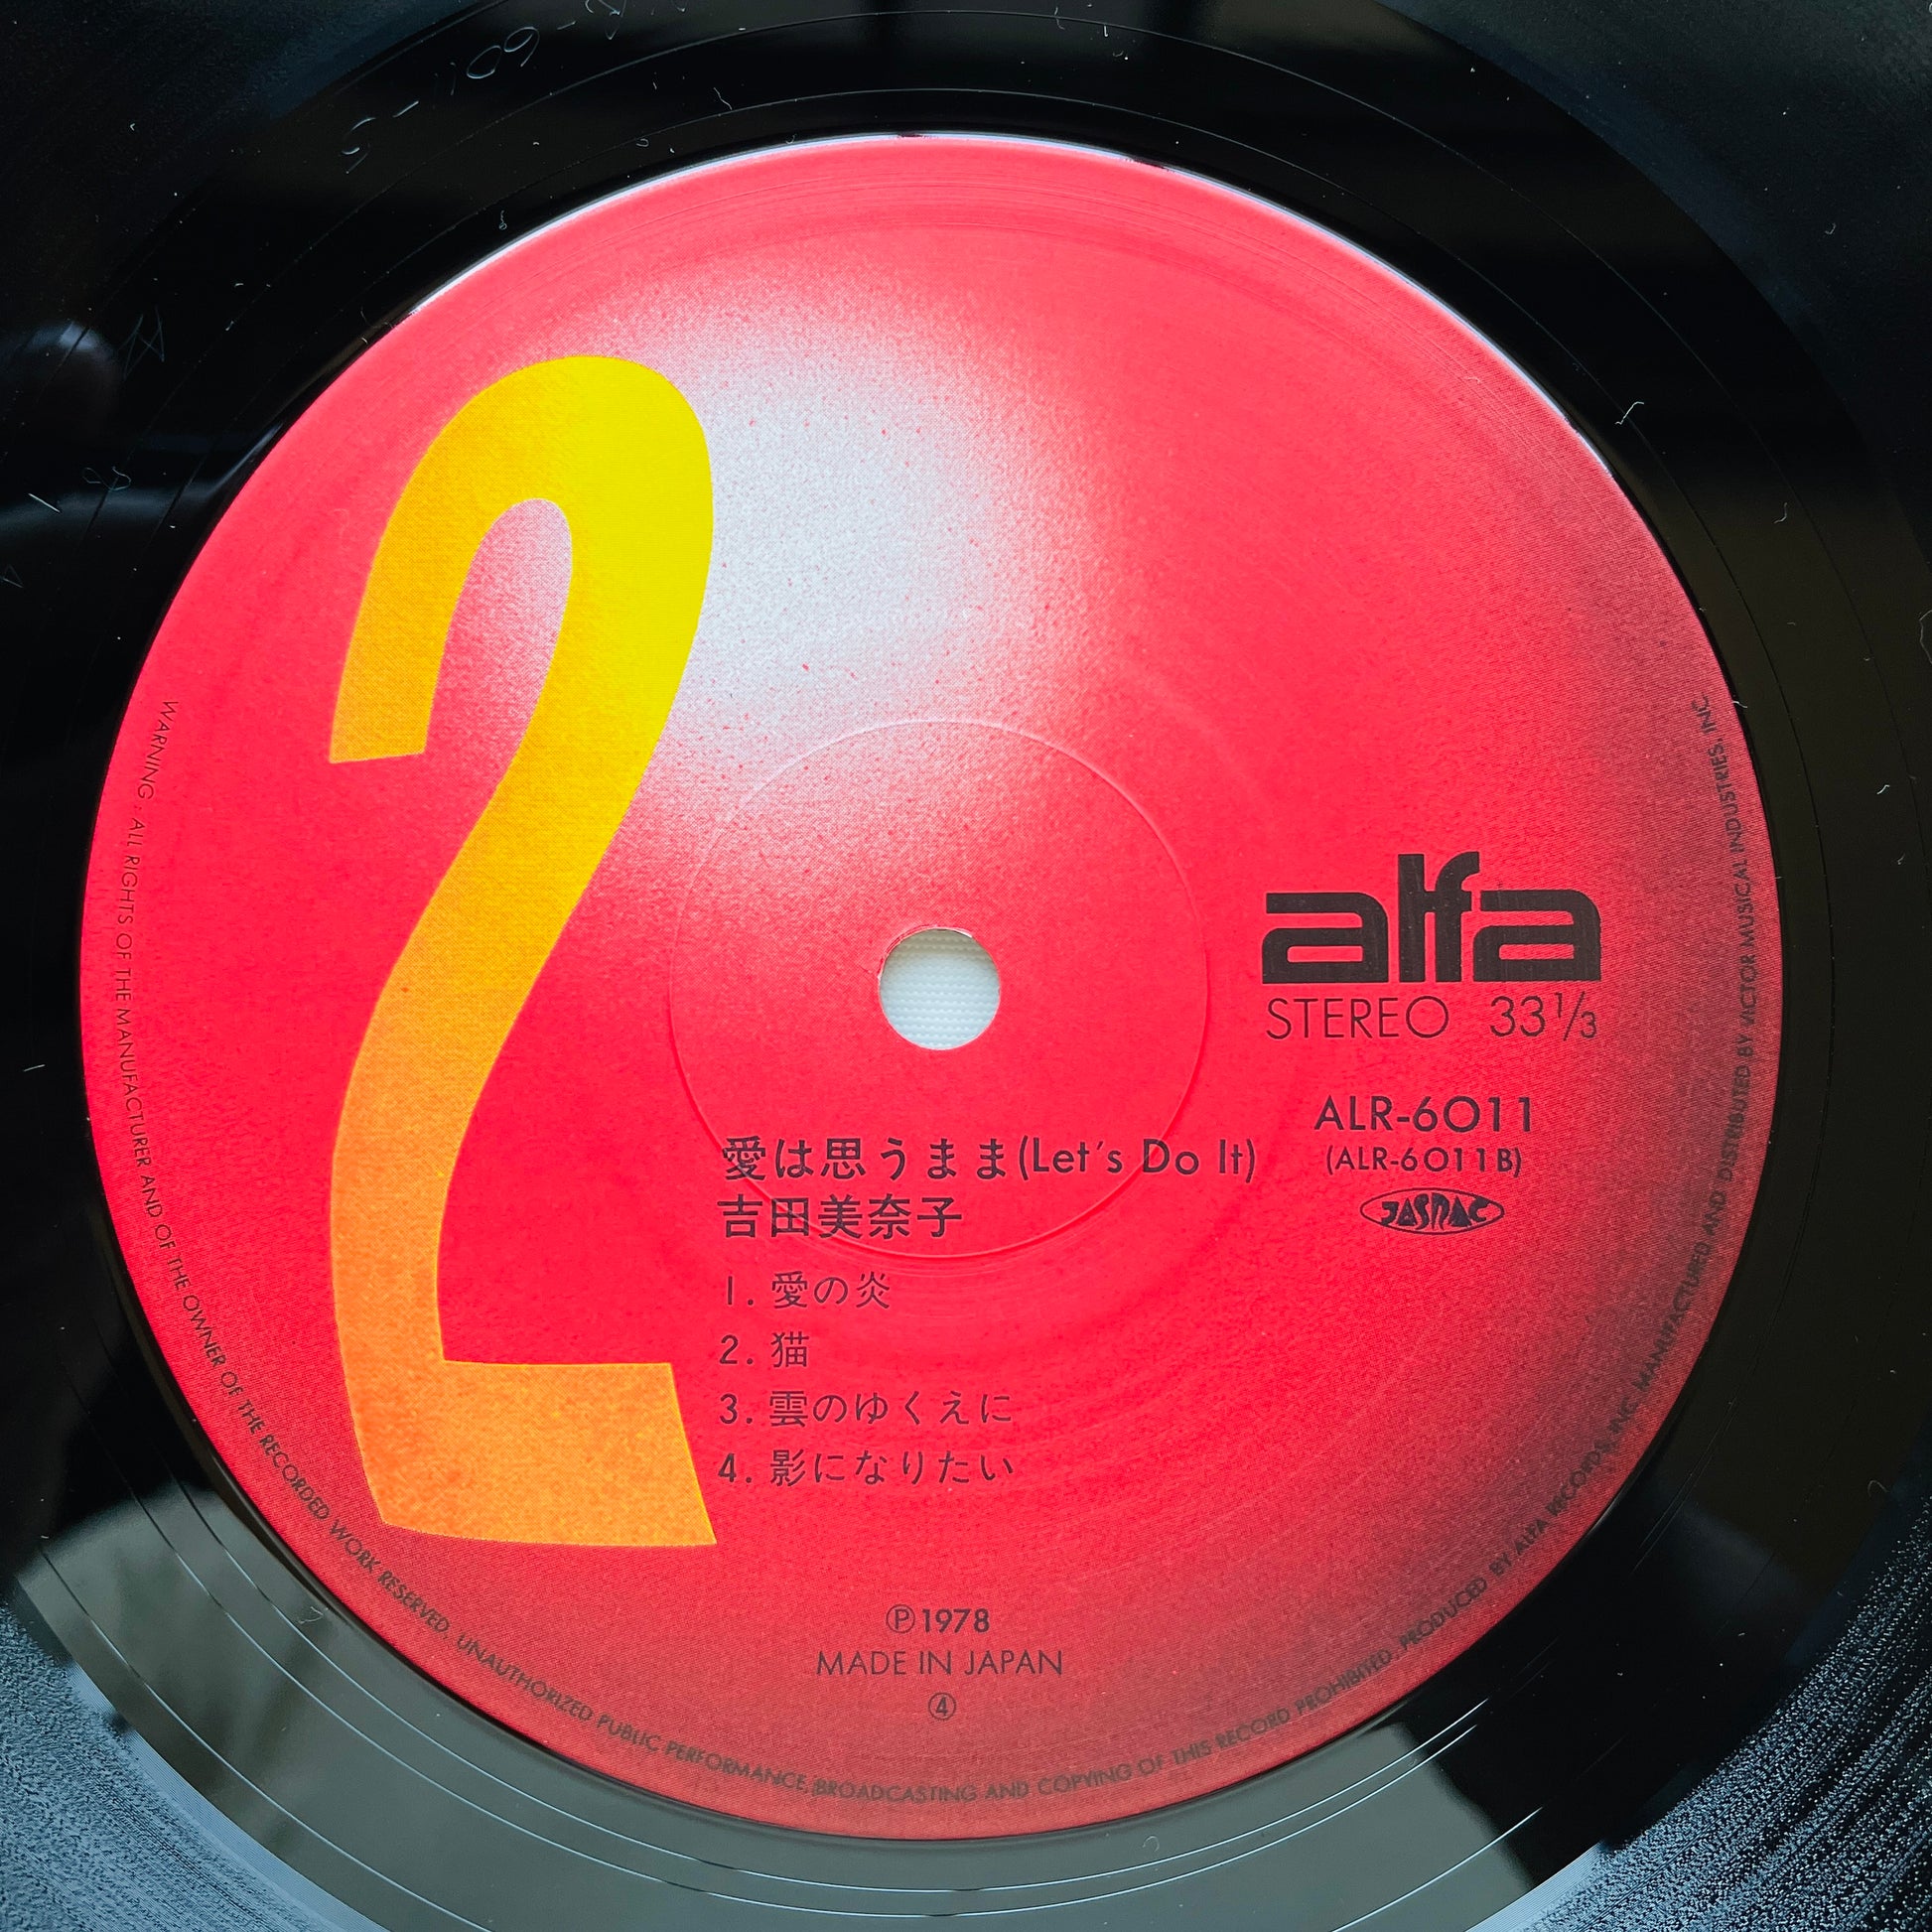 2
alfa
STEREO 33 1/3
ALR-6011
(ALR-6011B)
JASRAC
愛は思うまま(Let's Do It)
吉田美奈子
1. 愛の炎
2. 猫
3. 雲のゆくえに
4. 影になりたい
Ⓟ1978
MADE IN JAPAN
④
WARNING : ALL RIGHTS OF THE MANUFACTURER AND OF THE OWNER OF THE RECORDED WORK RESERVED. UNAUTHORIZED PUBLIC PERFORMANCE, BROADCASTING AND COPYING OF THIS RECORD PROHIBITED. PRODUCED BY ALFA RECORDS, INC. MANUFACTURED AND DISTRIBUTED BY VICTOR MUSICAL INDUSTRIES, INC.